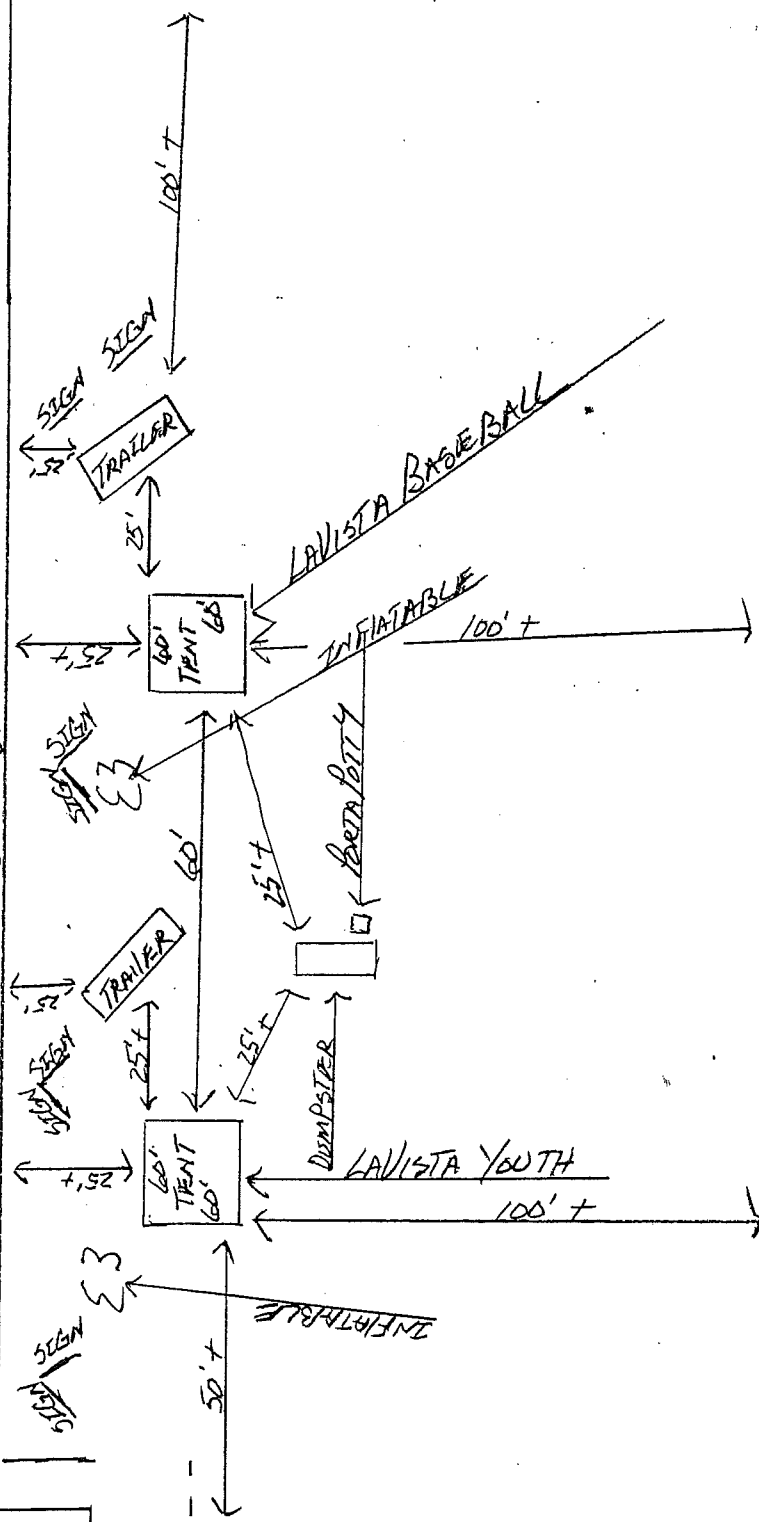 100' +
SIGN
SIGN
25'
TRAILER
25'
LAVISTA BASEBALL
25'+
60'
TENT
60'
INFLATABLE
100' +
SIGN
SIGN
60'
25'+
PORTA POTTY
25'
TRAILER
SIGN
SIGN
25'+
25'+
DUMPSTER
25'+
60'
TENT
60'
LAVISTA YOUTH
100' +
INFLATABLE
SIGN
SIGN
50'+